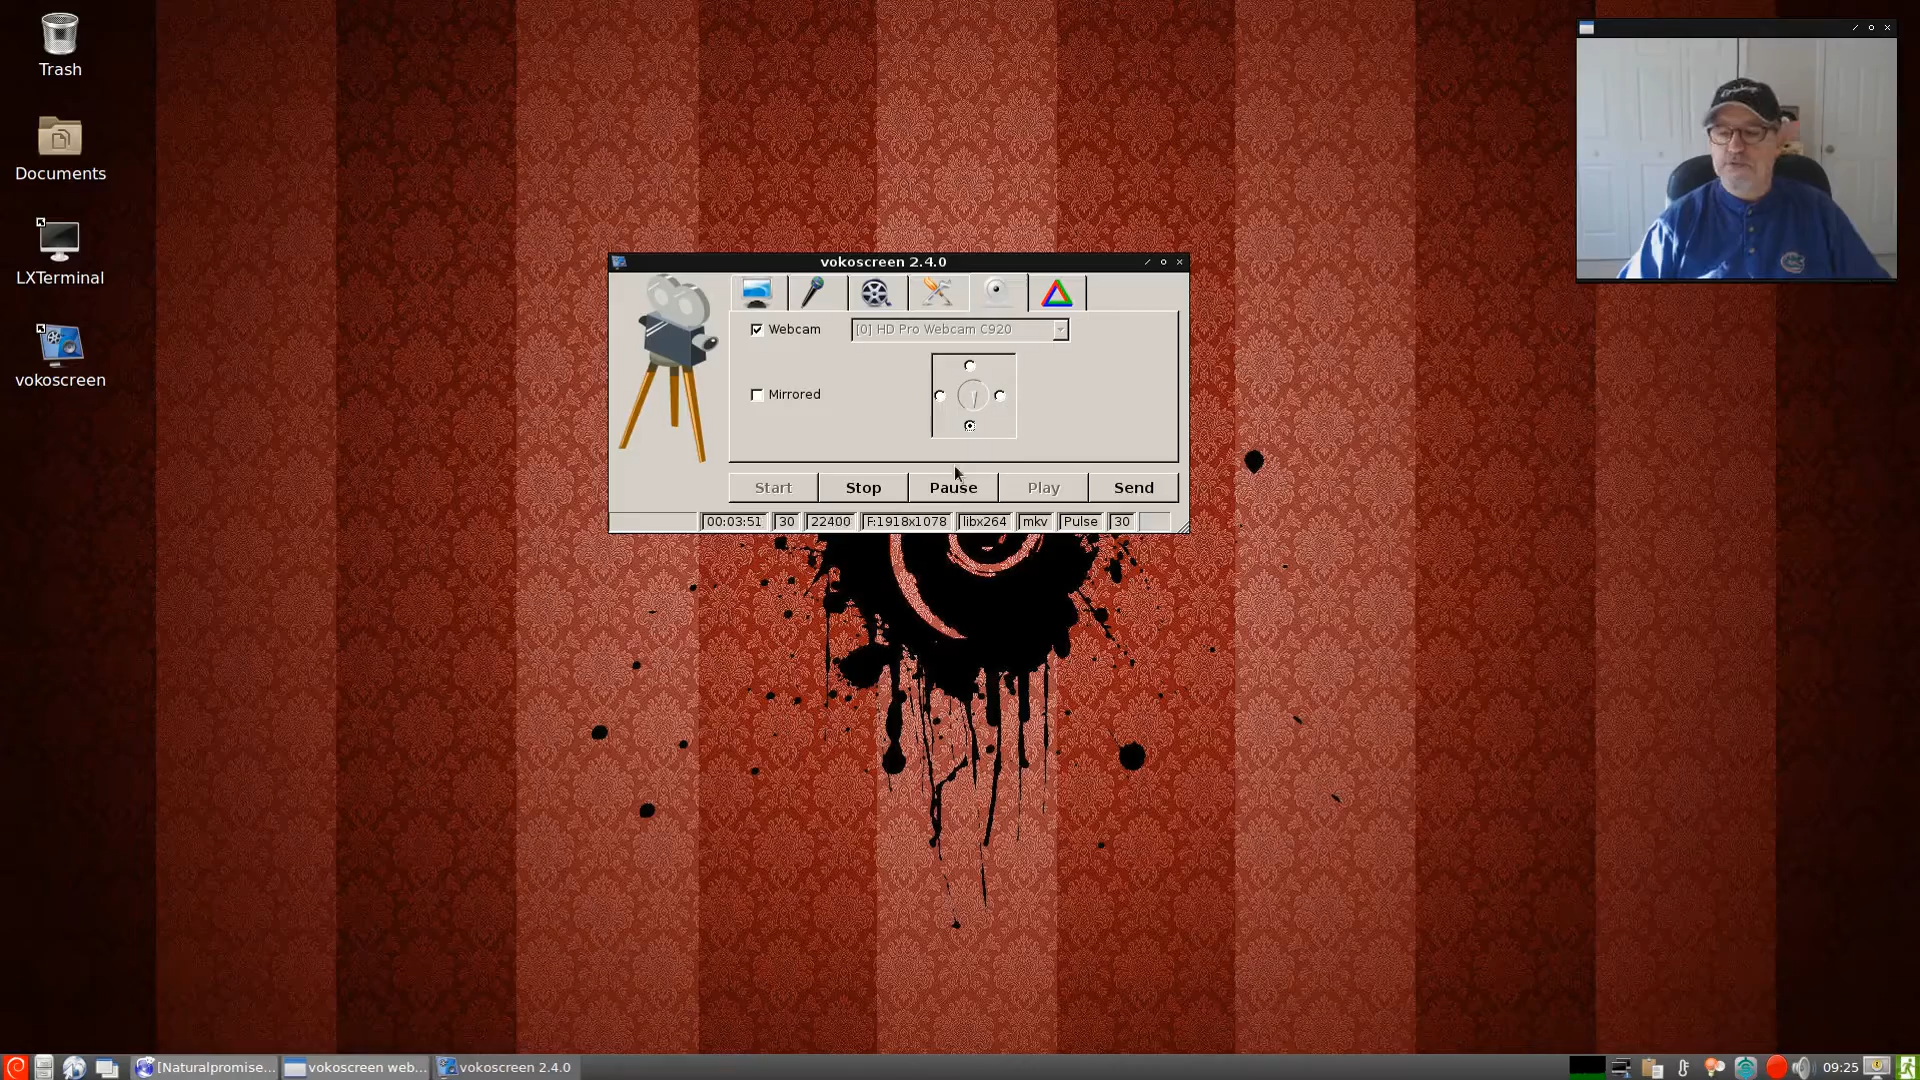 Trash
Documents
LXTerminal
vokoscreen
vokoscreen 2.4.0
Webcam
[0] HD Pro Webcam C920
Mirrored
Start
Stop
Pause
Play
Send
00:03:51
30
22400
F:1918x1078
libx264
mkv
Pulse
30
[Naturalpromise...
vokoscreen web...
vokoscreen 2.4.0
09:25